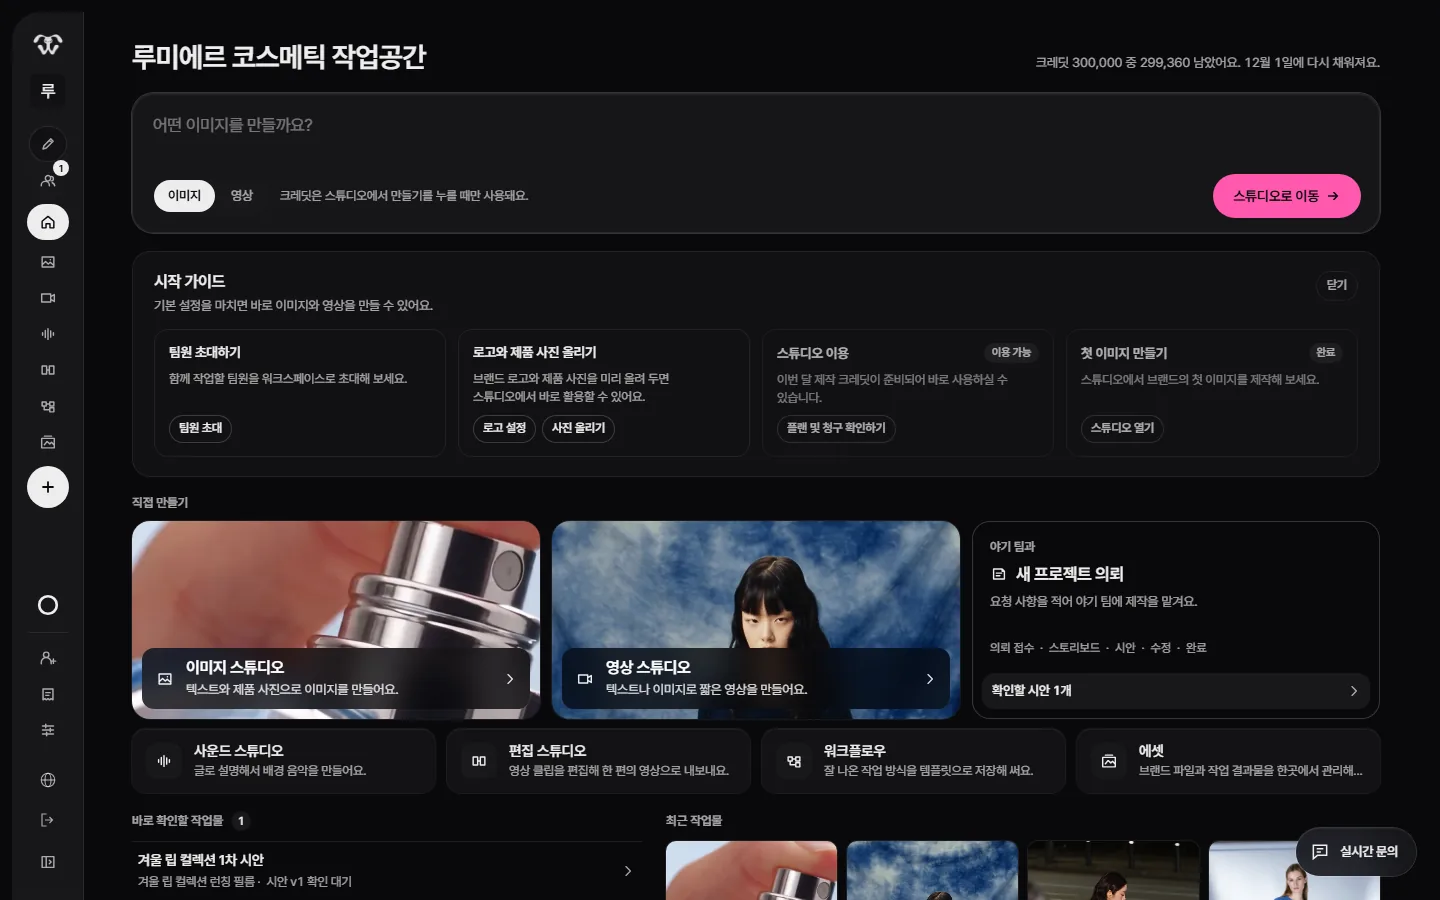 루미에르 코스메틱 작업공간
크레딧 300,000 중 299,360 남았어요. 12월 1일에 다시 채워져요.
루
1
어떤 이미지를 만들까요?
이미지
영상
크레딧은 스튜디오에서 만들기를 누를 때만 사용돼요.
스튜디오로 이동 →
시작 가이드
기본 설정을 마치면 바로 이미지와 영상을 만들 수 있어요.
닫기
팀원 초대하기
함께 작업할 팀원을 워크스페이스로 초대해 보세요.
팀원 초대
로고와 제품 사진 올리기
브랜드 로고와 제품 사진을 미리 올려 두면
스튜디오에서 바로 활용할 수 있어요.
로고 설정
사진 올리기
스튜디오 이용
이용 가능
이번 달 제작 크레딧이 준비되어 바로 사용하실 수
있습니다.
플랜 및 청구 확인하기
첫 이미지 만들기
완료
스튜디오에서 브랜드의 첫 이미지를 제작해 보세요.
스튜디오 열기
직접 만들기
이미지 스튜디오
텍스트와 제품 사진으로 이미지를 만들어요.
영상 스튜디오
텍스트나 이미지로 짧은 영상을 만들어요.
야기 팀과
새 프로젝트 의뢰
요청 사항을 적어 야기 팀에 제작을 맡겨요.
의뢰 접수 · 스토리보드 · 시안 · 수정 · 완료
확인할 시안 1개
사운드 스튜디오
글로 설명해서 배경 음악을 만들어요.
편집 스튜디오
영상 클립을 편집해 한 편의 영상으로 내보내요.
워크플로우
잘 나온 작업 방식을 템플릿으로 저장해 써요.
에셋
브랜드 파일과 작업 결과물을 한곳에서 관리해...
바로 확인할 작업물 1
겨울 립 컬렉션 1차 시안
겨울 립 컬렉션 런칭 필름 · 시안 v1 확인 대기
최근 작업물
실시간 문의